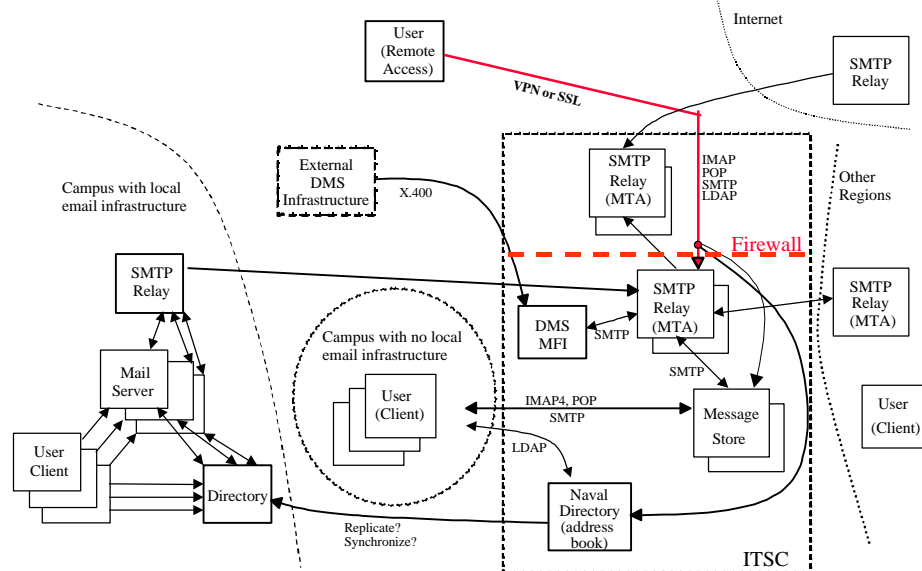 Internet
User
(Remote
Access)
SMTP
Relay
VPN or SSL
IMAP
POP
SMTP
LDAP
SMTP
Relay
(MTA)
External
DMS
Infrastructure
X.400
Campus with local
email infrastructure
Other
Regions
Firewall
SMTP
Relay
SMTP
Relay
(MTA)
SMTP
Relay
(MTA)
DMS
MFI
SMTP
SMTP
Campus with no local
email infrastructure
Mail
Server
User
(Client)
IMAP4, POP
SMTP
Message
Store
User
(Client)
User
Client
LDAP
Directory
Naval
Directory
(address
book)
Replicate?
Synchronize?
ITSC